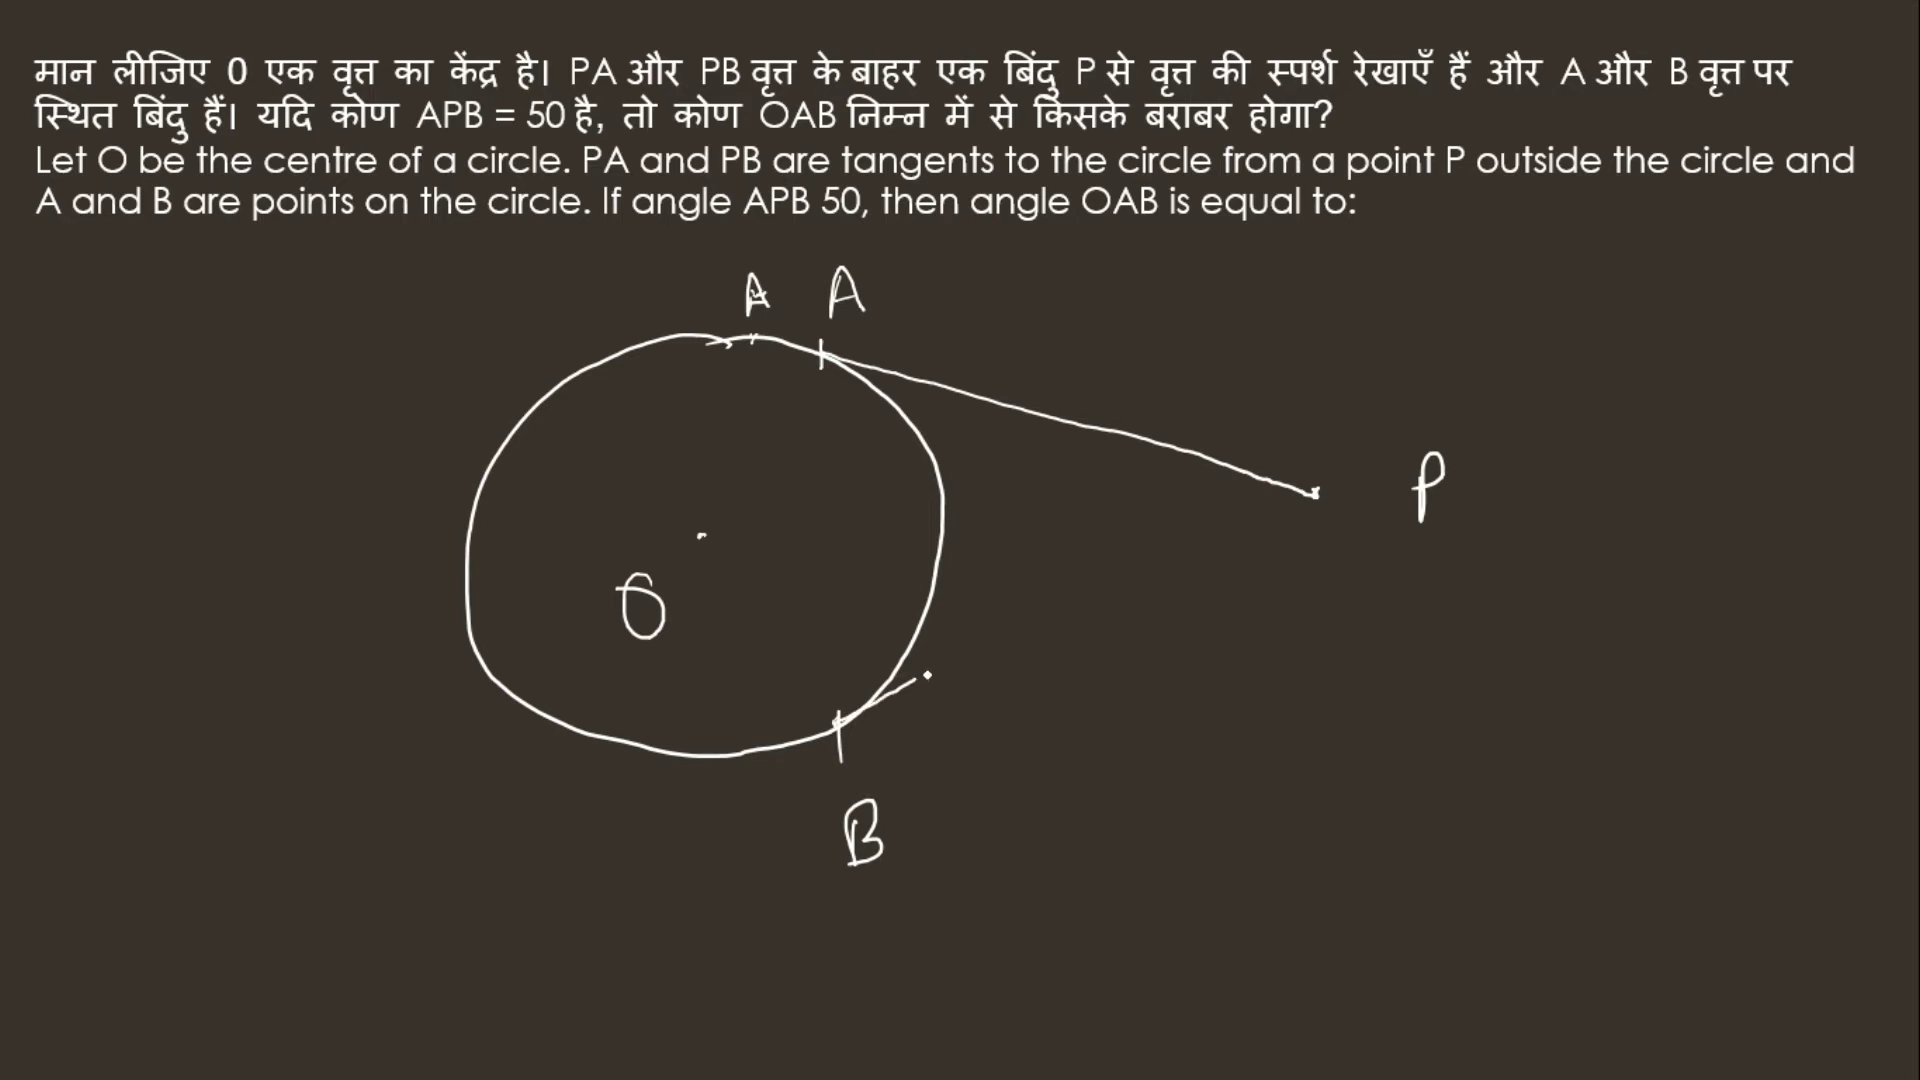 मान लीजिए 0 एक वृत्त का केंद्र है। PA और PB वृत्त के बाहर एक बिंदु P से वृत्त की स्पर्श रेखाएँ हैं और A और B वृत्त पर
स्थित बिंदु हैं। यदि कोण APB = 50 है, तो कोण OAB निम्न में से किसके बराबर होगा?
Let O be the centre of a circle. PA and PB are tangents to the circle from a point P outside the circle and
A and B are points on the circle. If angle APB 50, then angle OAB is equal to:
A A
P
O
B